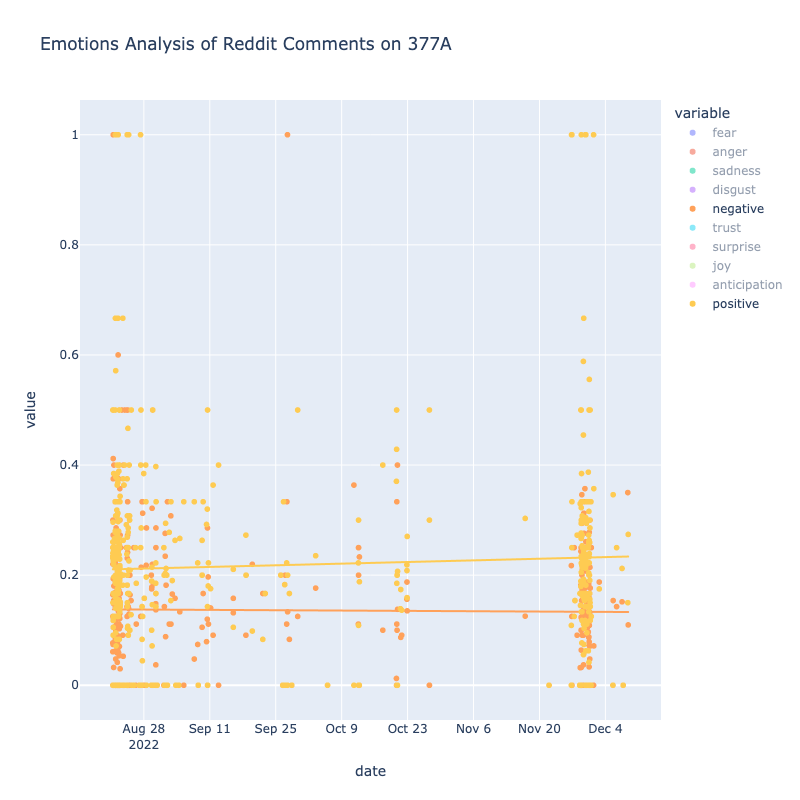 Emotions Analysis of Reddit Comments on 377A
variable
fear
anger
sadness
disgust
negative
trust
surprise
joy
anticipation
positive
value
1
0.8
0.6
0.4
0.2
0
Aug 28
2022
Sep 11
Sep 25
Oct 9
Oct 23
Nov 6
Nov 20
Dec 4
date